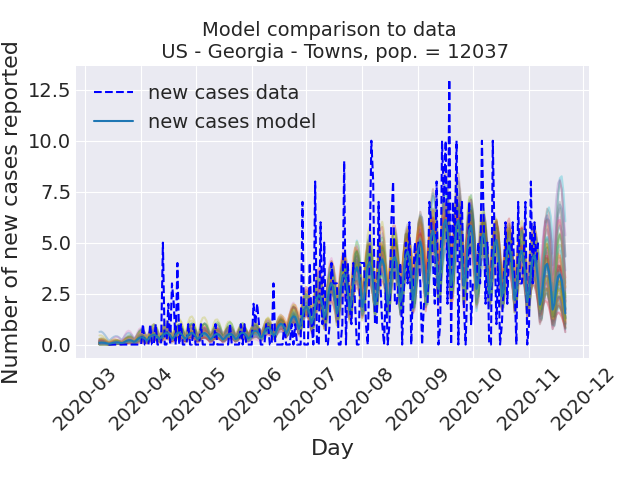 Model comparison to data
US - Georgia - Towns, pop. = 12037
Number of new cases reported
12.5
10.0
7.5
5.0
2.5
0.0
new cases data
new cases model
2020-03
2020-04
2020-05
2020-06
2020-07
2020-08
2020-09
2020-10
2020-11
2020-12
Day